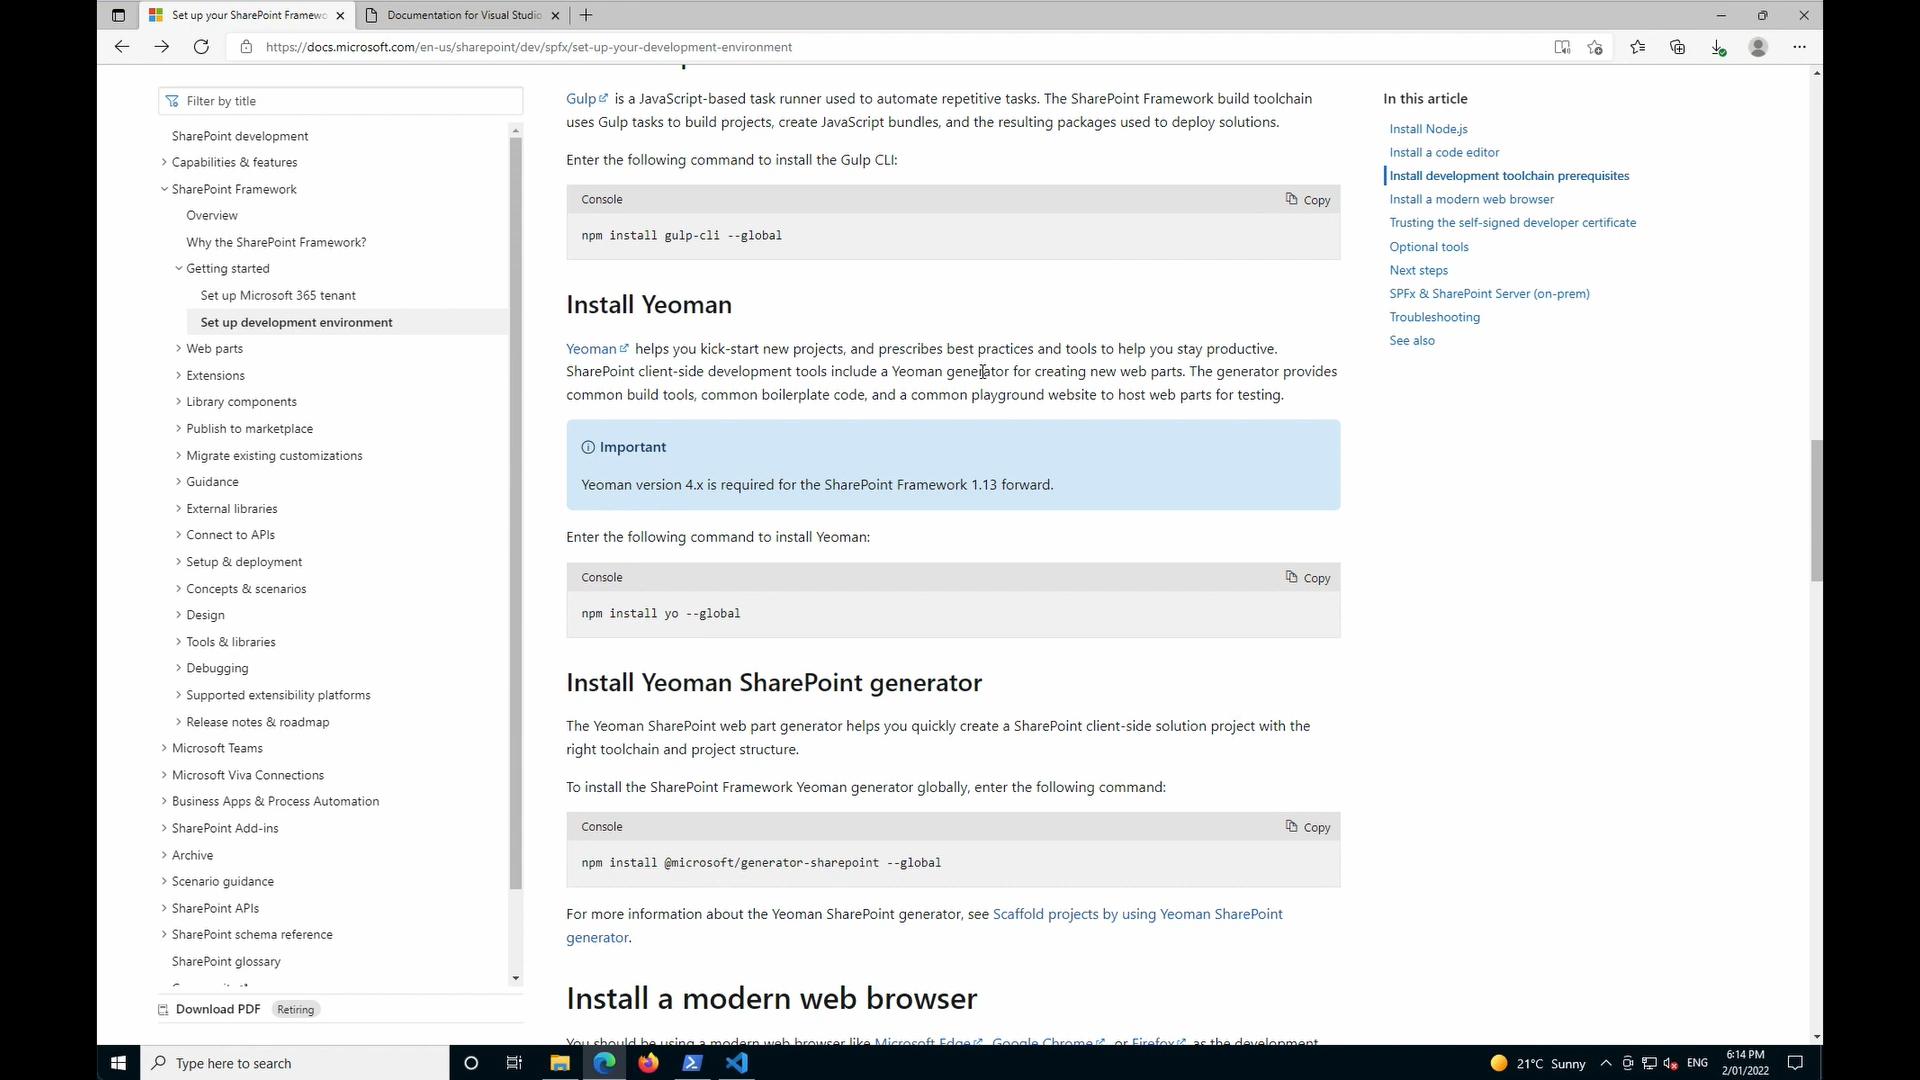 Set up your SharePoint Framewo
Documentation for Visual Studio
https://docs.microsoft.com/en-us/sharepoint/dev/spfx/set-up-your-development-environment
Filter by title
SharePoint development
Capabilities & features
SharePoint Framework
Overview
Why the SharePoint Framework?
Getting started
Set up Microsoft 365 tenant
Set up development environment
Web parts
Extensions
Library components
Publish to marketplace
Migrate existing customizations
Guidance
External libraries
Connect to APIs
Setup & deployment
Concepts & scenarios
Design
Tools & libraries
Debugging
Supported extensibility platforms
Release notes & roadmap
Microsoft Teams
Microsoft Viva Connections
Business Apps & Process Automation
SharePoint Add-ins
Archive
Scenario guidance
SharePoint APIs
SharePoint schema reference
SharePoint glossary
Download PDF Retiring
Gulp is a JavaScript-based task runner used to automate repetitive tasks. The SharePoint Framework build toolchain
uses Gulp tasks to build projects, create JavaScript bundles, and the resulting packages used to deploy solutions.
Enter the following command to install the Gulp CLI:
Console Copy
npm install gulp-cli --global
Install Yeoman
Yeoman helps you kick-start new projects, and prescribes best practices and tools to help you stay productive.
SharePoint client-side development tools include a Yeoman generator for creating new web parts. The generator provides
common build tools, common boilerplate code, and a common playground website to host web parts for testing.
Important
Yeoman version 4.x is required for the SharePoint Framework 1.13 forward.
Enter the following command to install Yeoman:
Console Copy
npm install yo --global
Install Yeoman SharePoint generator
The Yeoman SharePoint web part generator helps you quickly create a SharePoint client-side solution project with the
right toolchain and project structure.
To install the SharePoint Framework Yeoman generator globally, enter the following command:
Console Copy
npm install @microsoft/generator-sharepoint --global
For more information about the Yeoman SharePoint generator, see Scaffold projects by using Yeoman SharePoint
generator.
Install a modern web browser
You should be using a modern web browser like Microsoft Edge, Google Chrome, or Firefox as the development
In this article
Install Node.js
Install a code editor
Install development toolchain prerequisites
Install a modern web browser
Trusting the self-signed developer certificate
Optional tools
Next steps
SPFx & SharePoint Server (on-prem)
Troubleshooting
See also
Type here to search
21°C Sunny
ENG
6:14 PM
2/01/2022